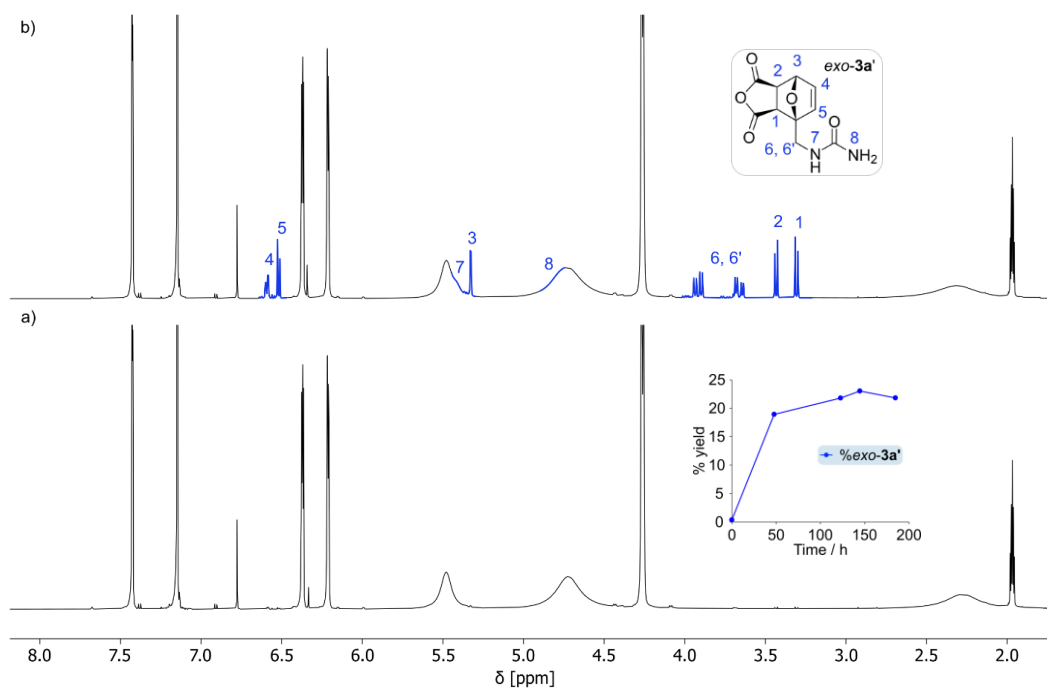 b)
exo-3a'
O
2
3
4
O
O
1
5
O
6, 6'
7
N
H
O
8
NH₂
5
4
7
3
8
6, 6'
2
1
a)
25
20
15
10
5
0
% yield
%exo-3a'
0 50 100 150 200
Time / h
8.0 7.5 7.0 6.5 6.0 5.5 5.0 4.5 4.0 3.5 3.0 2.5 2.0
δ [ppm]